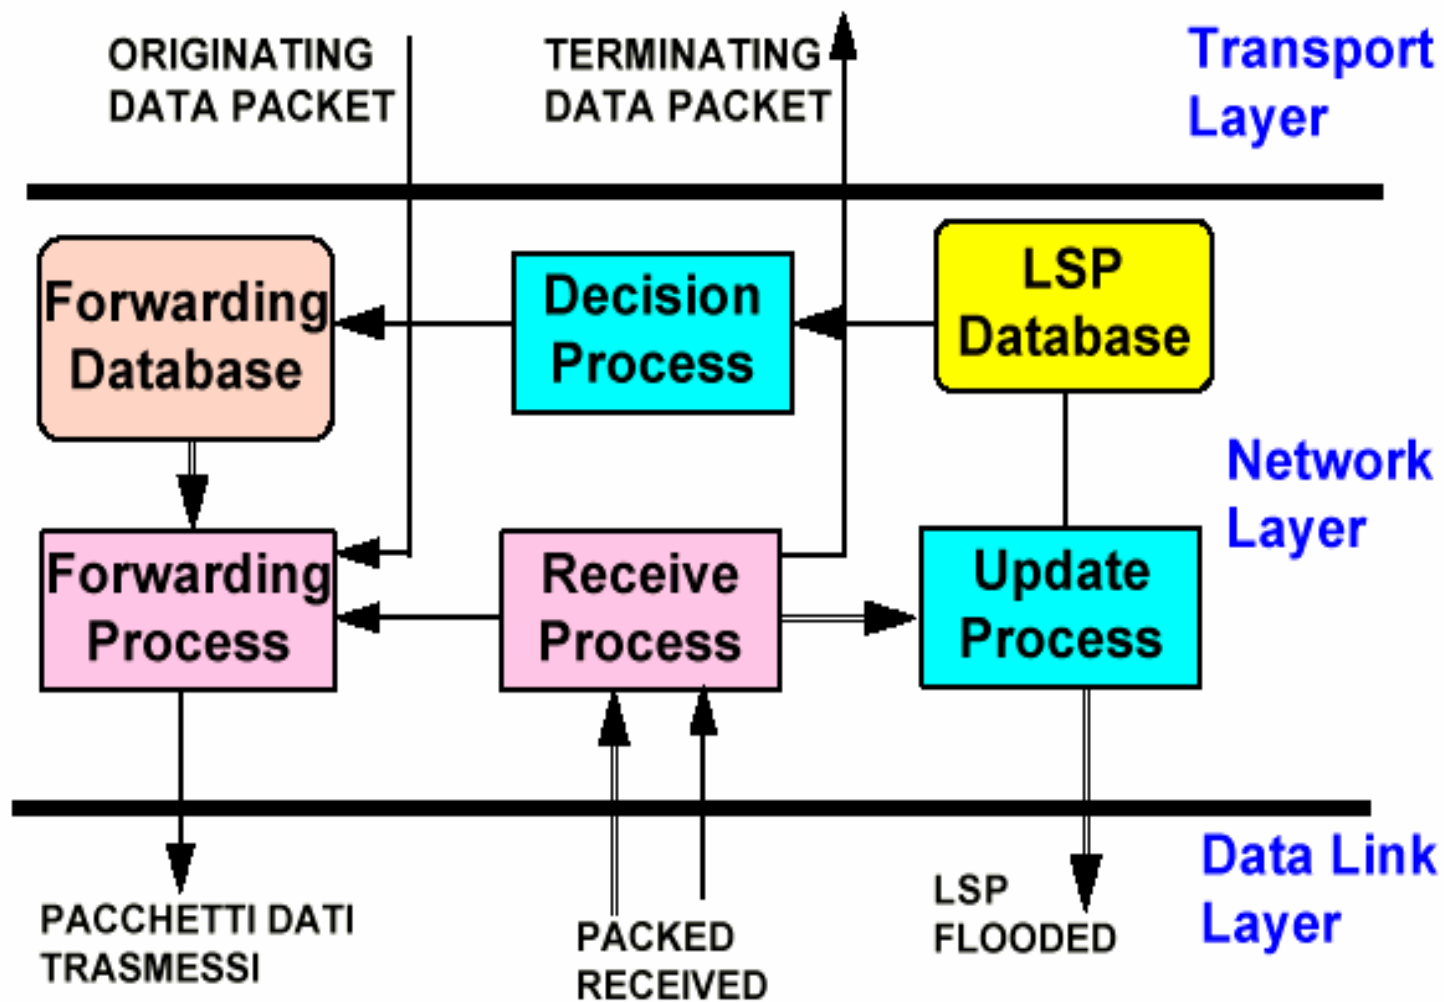 ORIGINATING
DATA PACKET
TERMINATING
DATA PACKET
Transport
Layer
Forwarding
Database
Decision
Process
LSP
Database
Network
Layer
Forwarding
Process
Receive
Process
Update
Process
Data Link
Layer
PACCHETTI DATI
TRASMESSI
PACKED
RECEIVED
LSP
FLOODED